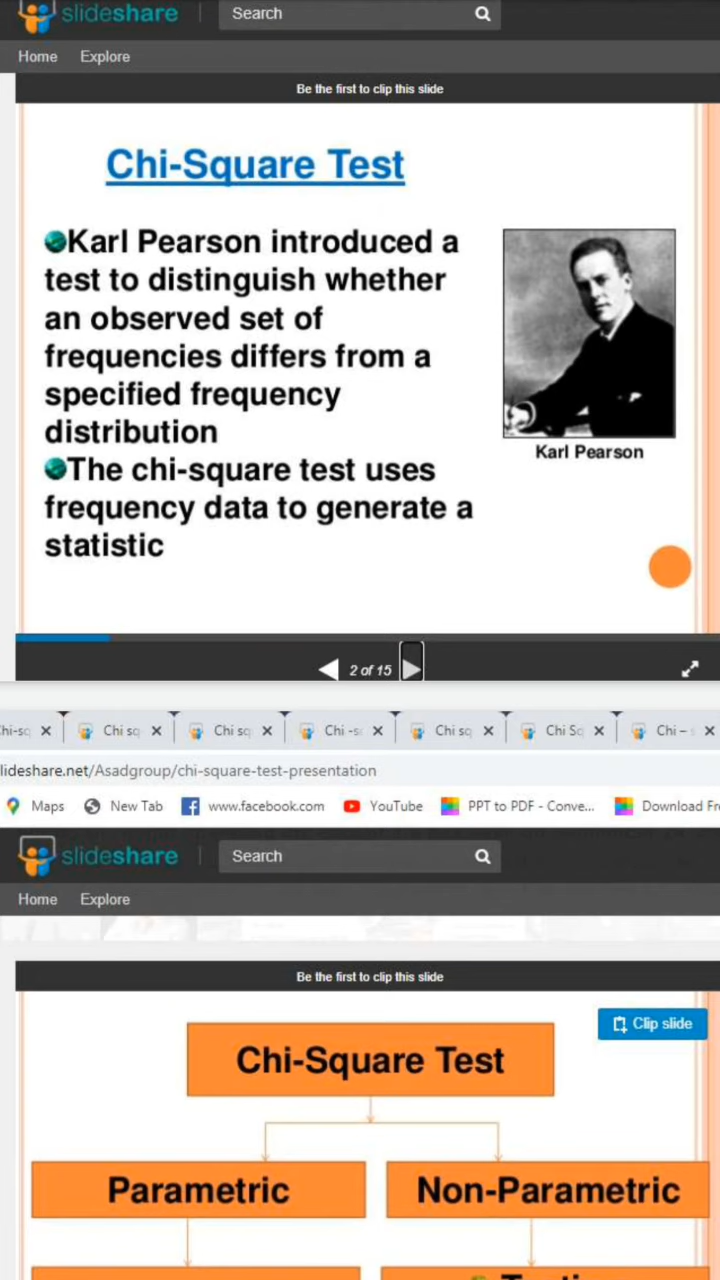 slideshare
Search
Home Explore
Be the first to clip this slide
Chi-Square Test
Karl Pearson introduced a
test to distinguish whether
an observed set of
frequencies differs from a
specified frequency
distribution
Karl Pearson
The chi-square test uses
frequency data to generate a
statistic
2 of 15
hi-sq Chi sq Chi sq Chi -s Chi sq Chi Sq Chi –
lideshare.net/Asadgroup/chi-square-test-presentation
Maps New Tab www.facebook.com YouTube PPT to PDF - Conve... Download Fr
slideshare
Search
Home Explore
Be the first to clip this slide
Clip slide
Chi-Square Test
Parametric Non-Parametric